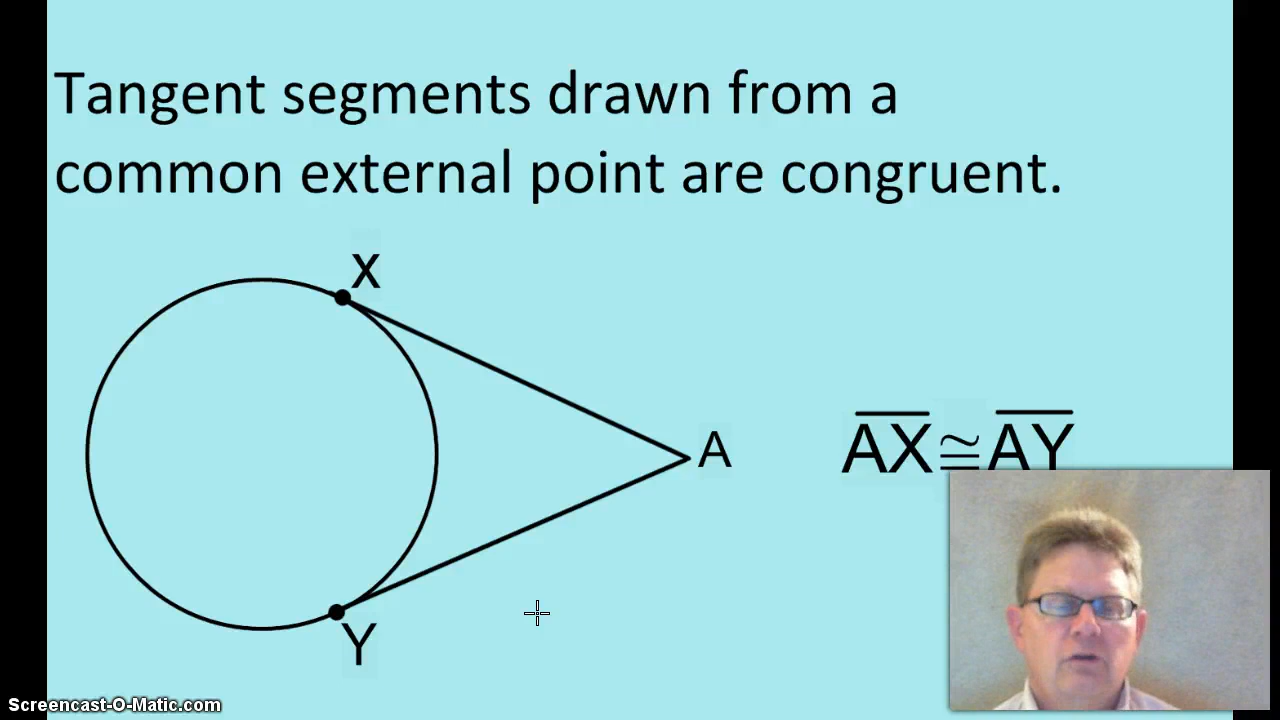 Tangent segments drawn from a
common external point are congruent.
X
A
AX≅AY
Y
Screencast-O-Matic.com